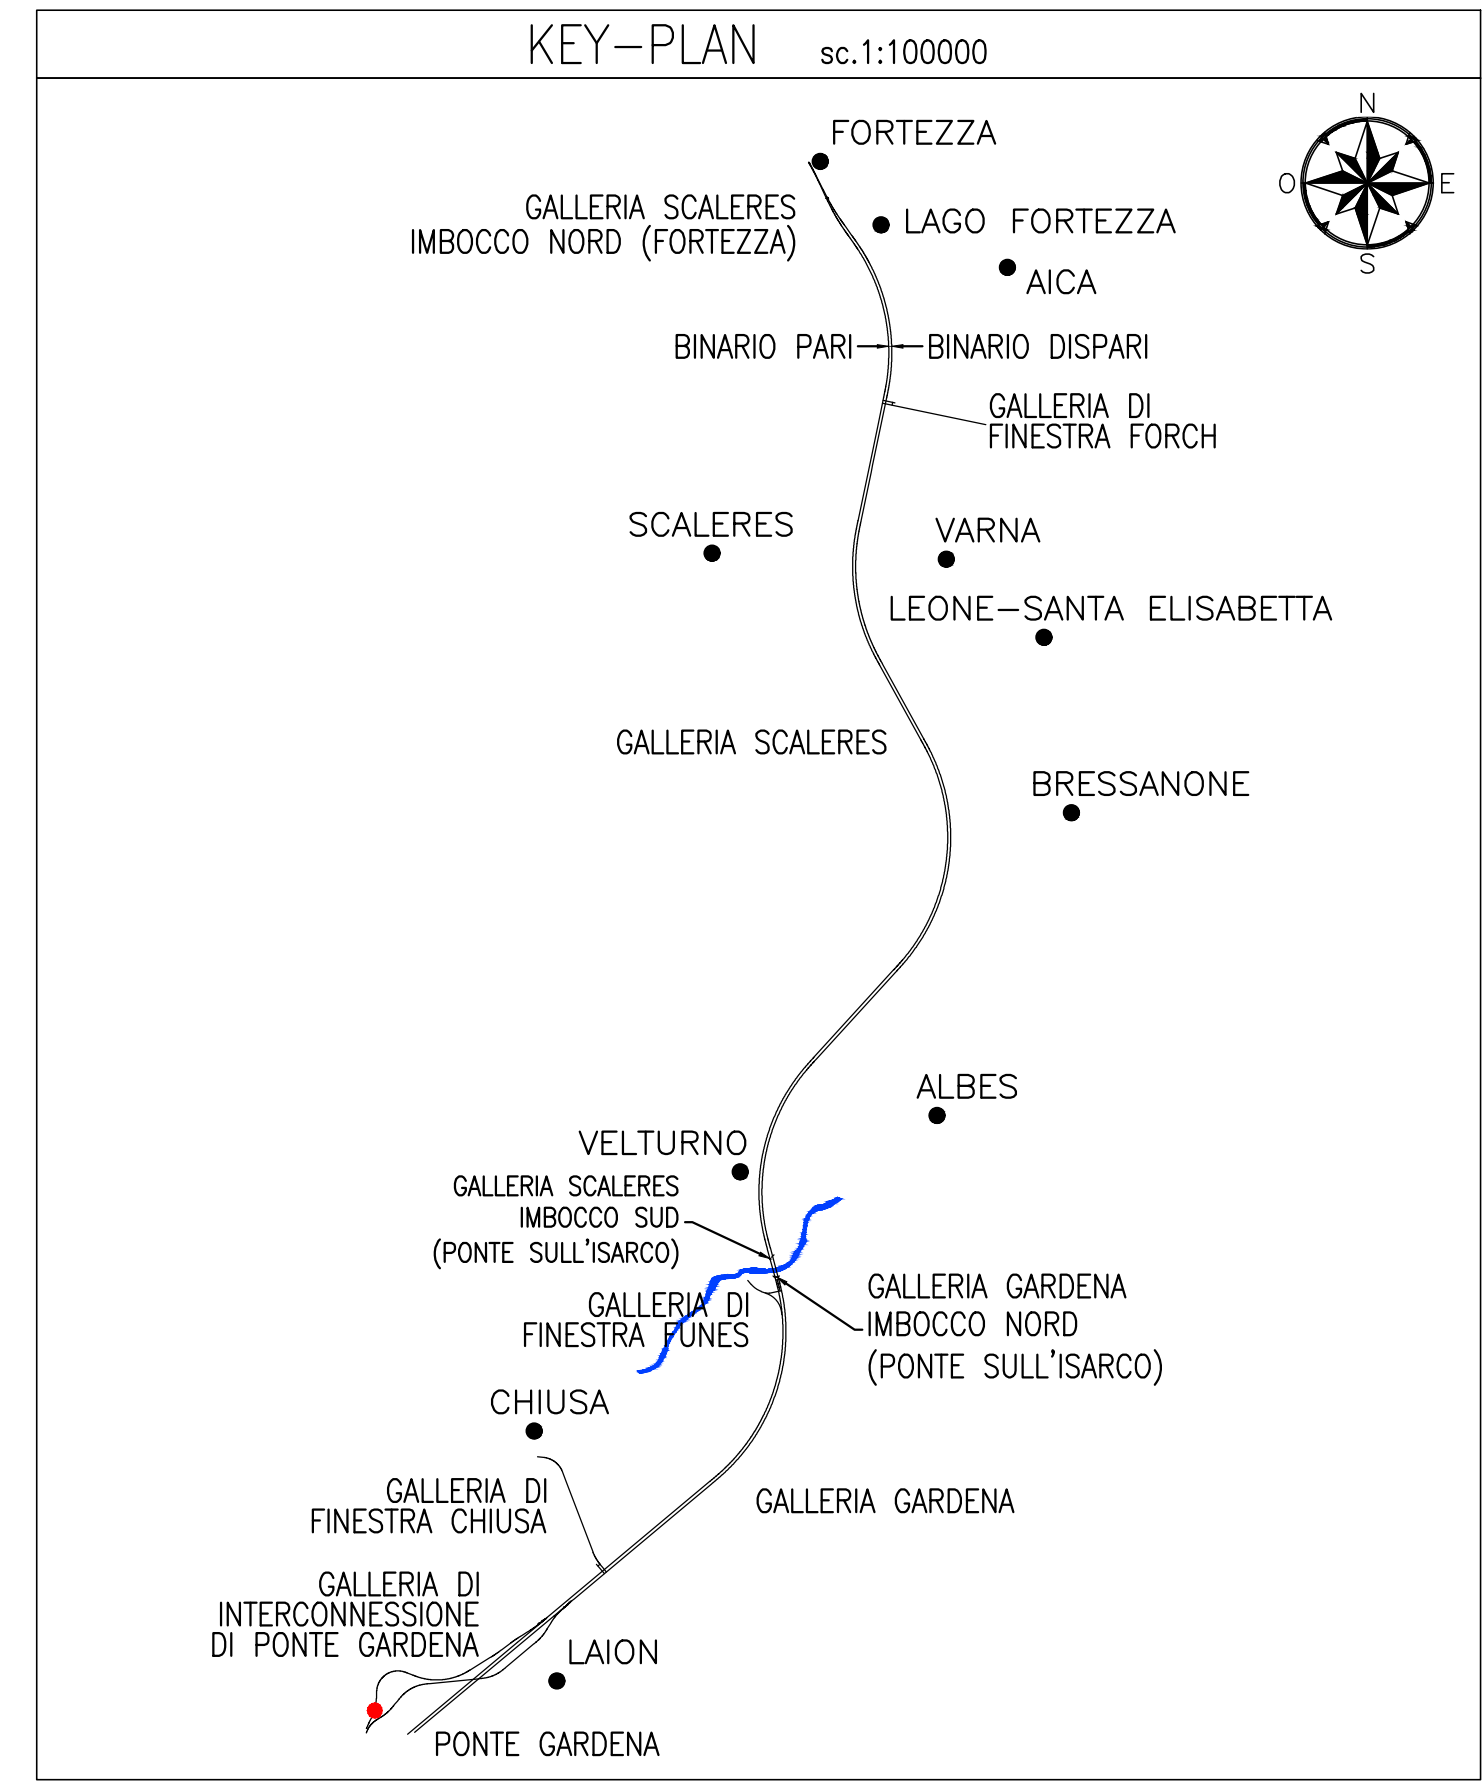 KEY-PLAN sc.1:100000
N
O
E
S
FORTEZZA
GALLERIA SCALERES
IMBOCCO NORD (FORTEZZA)
LAGO FORTEZZA
AICA
BINARIO PARI
BINARIO DISPARI
GALLERIA DI
FINESTRA FORCH
SCALERES
VARNA
LEONE-SANTA ELISABETTA
GALLERIA SCALERES
BRESSANONE
ALBES
VELTURNO
GALLERIA SCALERES
IMBOCCO SUD
(PONTE SULL'ISARCO)
GALLERIA GARDENA
IMBOCCO NORD
(PONTE SULL'ISARCO)
GALLERIA DI
FINESTRA FUNES
CHIUSA
GALLERIA DI
FINESTRA CHIUSA
GALLERIA GARDENA
GALLERIA DI
INTERCONNESSIONE
DI PONTE GARDENA
LAION
PONTE GARDENA